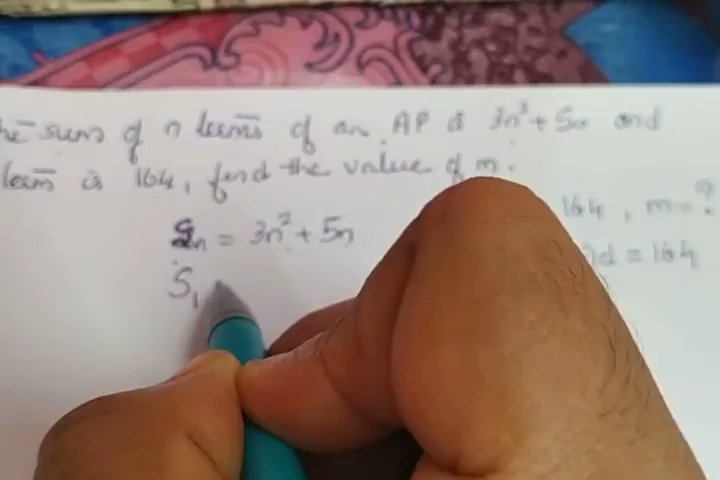 he sum of n terms of an AP is 3n²+5n and
term is 164, find the value of m.
164, m=?
Sn = 3n²+5n
d = 164
S₁